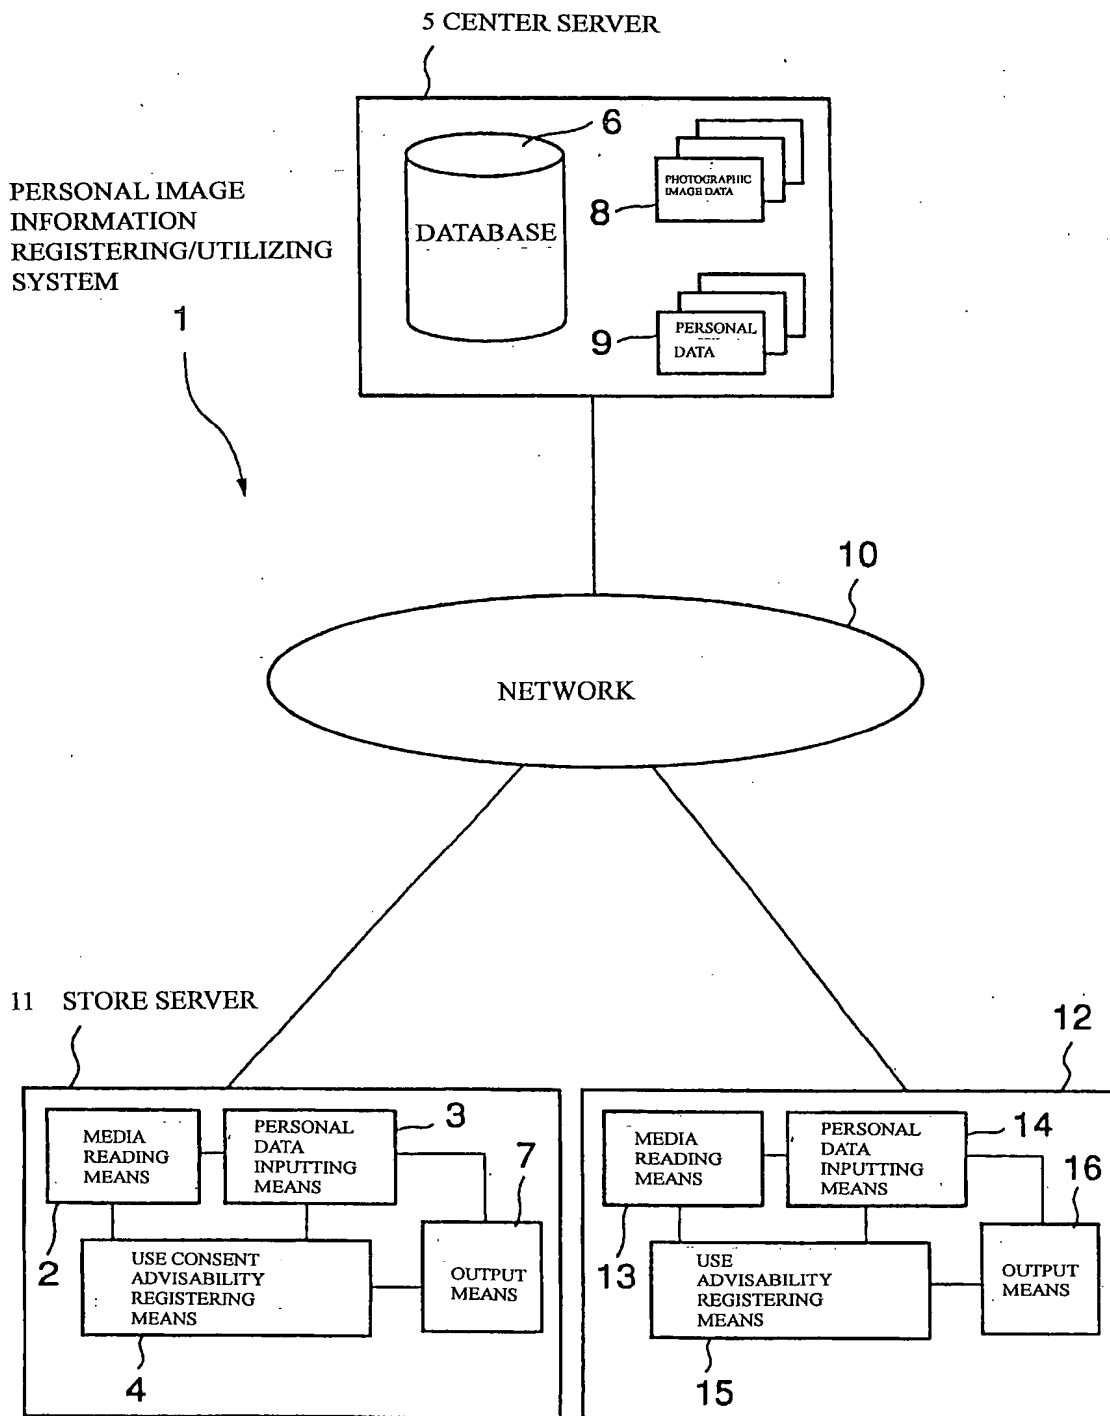 5 CENTER SERVER
6
DATABASE
PHOTOGRAPHIC
IMAGE DATA
8
PERSONAL
DATA
9
PERSONAL IMAGE
INFORMATION
REGISTERING/UTILIZING
SYSTEM
1
10
NETWORK
11 STORE SERVER
MEDIA
READING
MEANS
2
PERSONAL
DATA
INPUTTING
MEANS
3
7
USE CONSENT
ADVISABILITY
REGISTERING
MEANS
4
OUTPUT
MEANS
12
MEDIA
READING
MEANS
13
PERSONAL
DATA
INPUTTING
MEANS
14
16
USE
ADVISABILITY
REGISTERING
MEANS
15
OUTPUT
MEANS